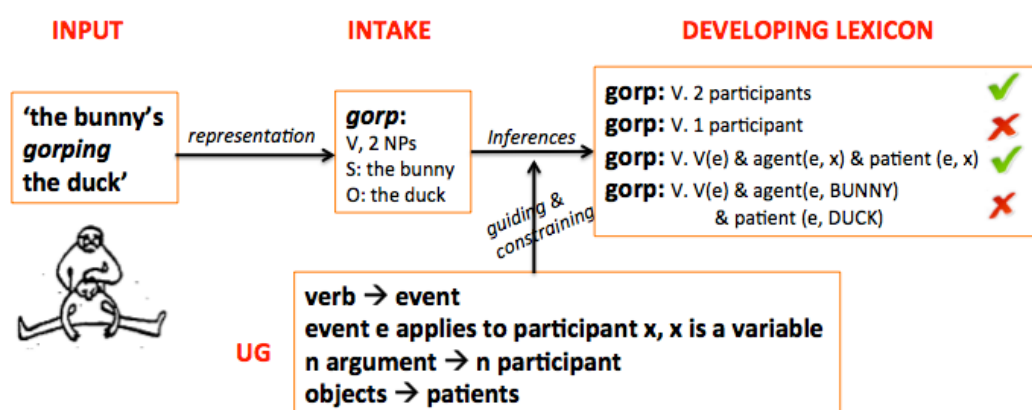 INPUT
INTAKE
DEVELOPING LEXICON
‘the bunny’s
gorping
the duck’
representation
gorp:
V, 2 NPs
S: the bunny
O: the duck
Inferences
guiding &
constraining
gorp: V. 2 participants
gorp: V. 1 participant
gorp: V. V(e) & agent(e, x) & patient (e, x)
gorp: V. V(e) & agent(e, BUNNY)
& patient (e, DUCK)
UG
verb → event
event e applies to participant x, x is a variable
n argument → n participant
objects → patients